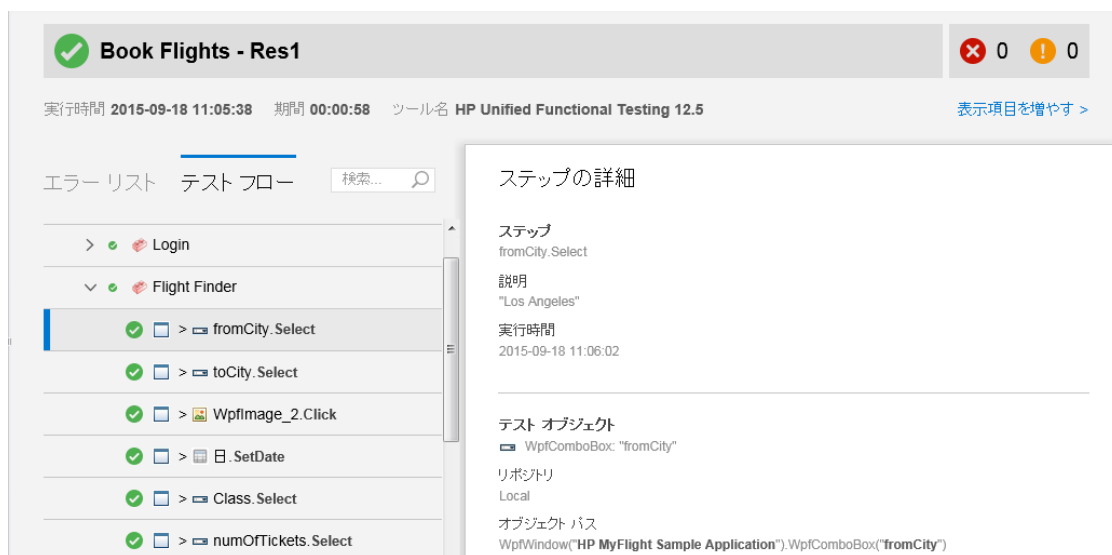 Book Flights - Res1
0
0
実行時間 2015-09-18 11:05:38 期間 00:00:58 ツール名 HP Unified Functional Testing 12.5
表示項目を増やす >
エラー リスト テスト フロー 検索...
Login
Flight Finder
> fromCity.Select
> toCity.Select
> WpfImage_2.Click
> 日.SetDate
> Class.Select
> numOfTickets.Select
ステップの詳細
ステップ
fromCity.Select
説明
"Los Angeles"
実行時間
2015-09-18 11:06:02
テスト オブジェクト
WpfComboBox: "fromCity"
リポジトリ
Local
オブジェクト パス
WpfWindow("HP MyFlight Sample Application").WpfComboBox("fromCity")